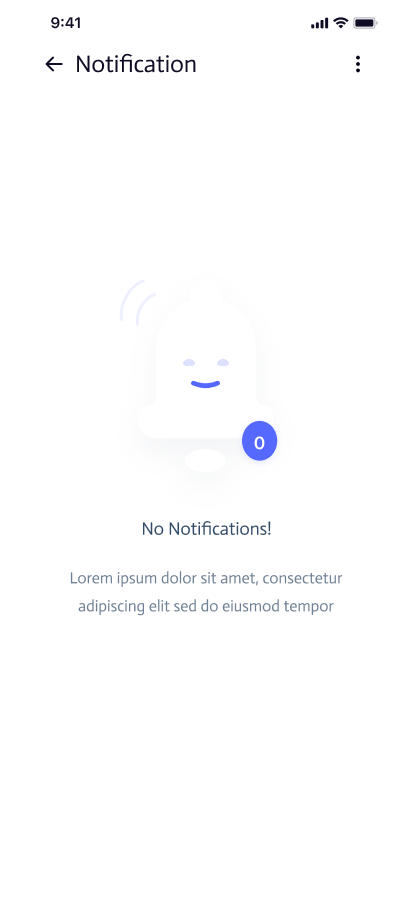 9:41
Notification
0
No Notifications!
Lorem ipsum dolor sit amet, consectetur
adipiscing elit sed do eiusmod tempor